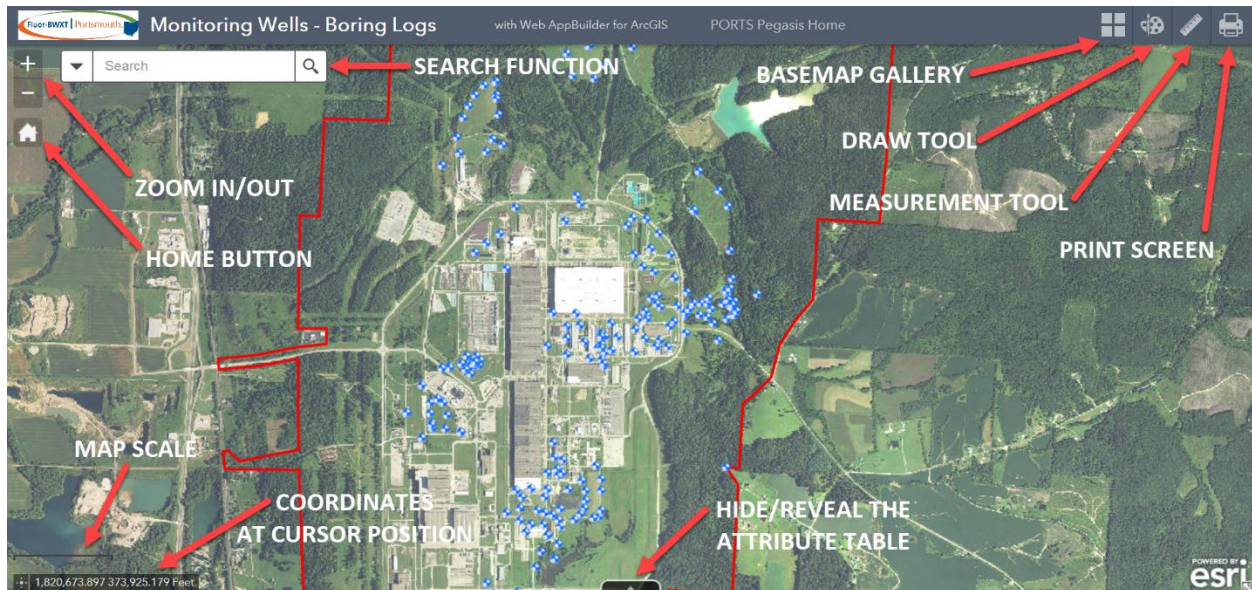 Fluor-BWXT | Portsmouth
Monitoring Wells - Boring Logs
with Web AppBuilder for ArcGIS
PORTS Pegasis Home
+
Search
SEARCH FUNCTION
BASEMAP GALLERY
−
DRAW TOOL
ZOOM IN/OUT
MEASUREMENT TOOL
HOME BUTTON
PRINT SCREEN
MAP SCALE
COORDINATES
AT CURSOR POSITION
HIDE/REVEAL THE
ATTRIBUTE TABLE
1,820,673.897 373,925.179 Feet
POWERED BY
esri